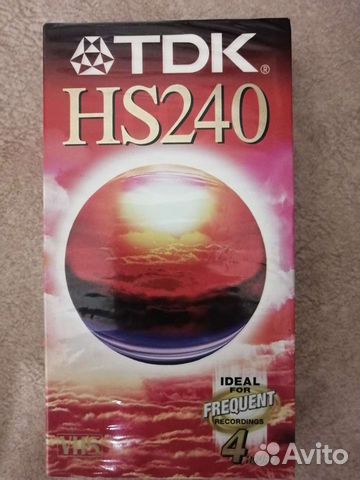 TDK®
HS240
IDEAL
FOR
FREQUENT
RECORDINGS
4
VHS
Avito